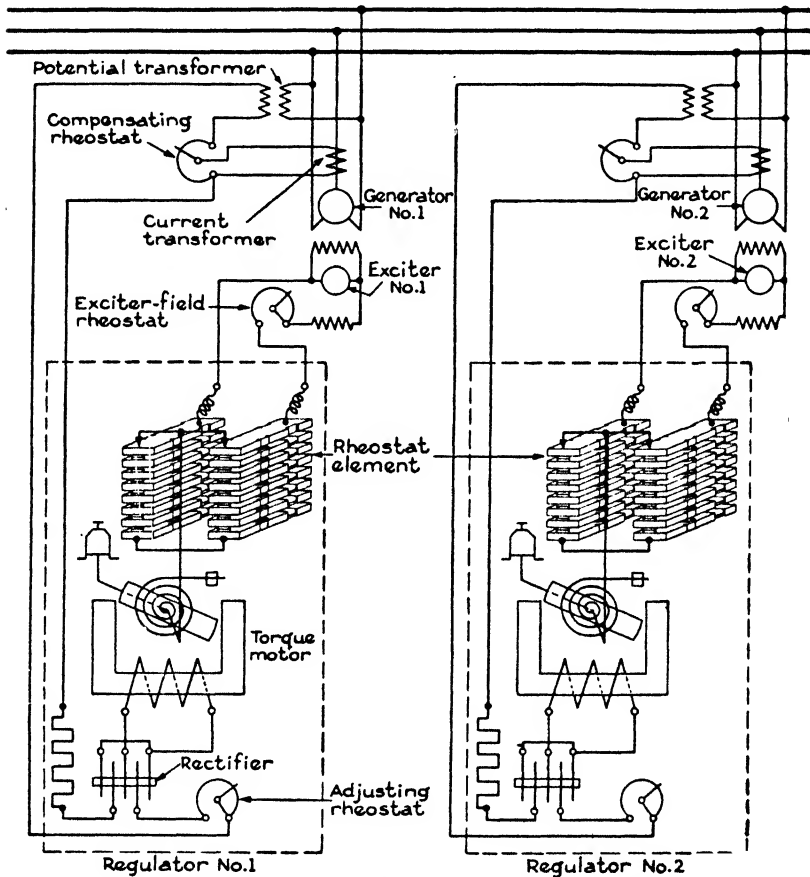 Potential transformer
Compensating
rheostat
Current
transformer
Generator
No.1
Exciter
No.1
Exciter-field
rheostat
Generator
No.2
Exciter
No.2
Rheostat
element
Torque
motor
Rectifier
Adjusting
rheostat
Regulator No.1
Regulator No.2